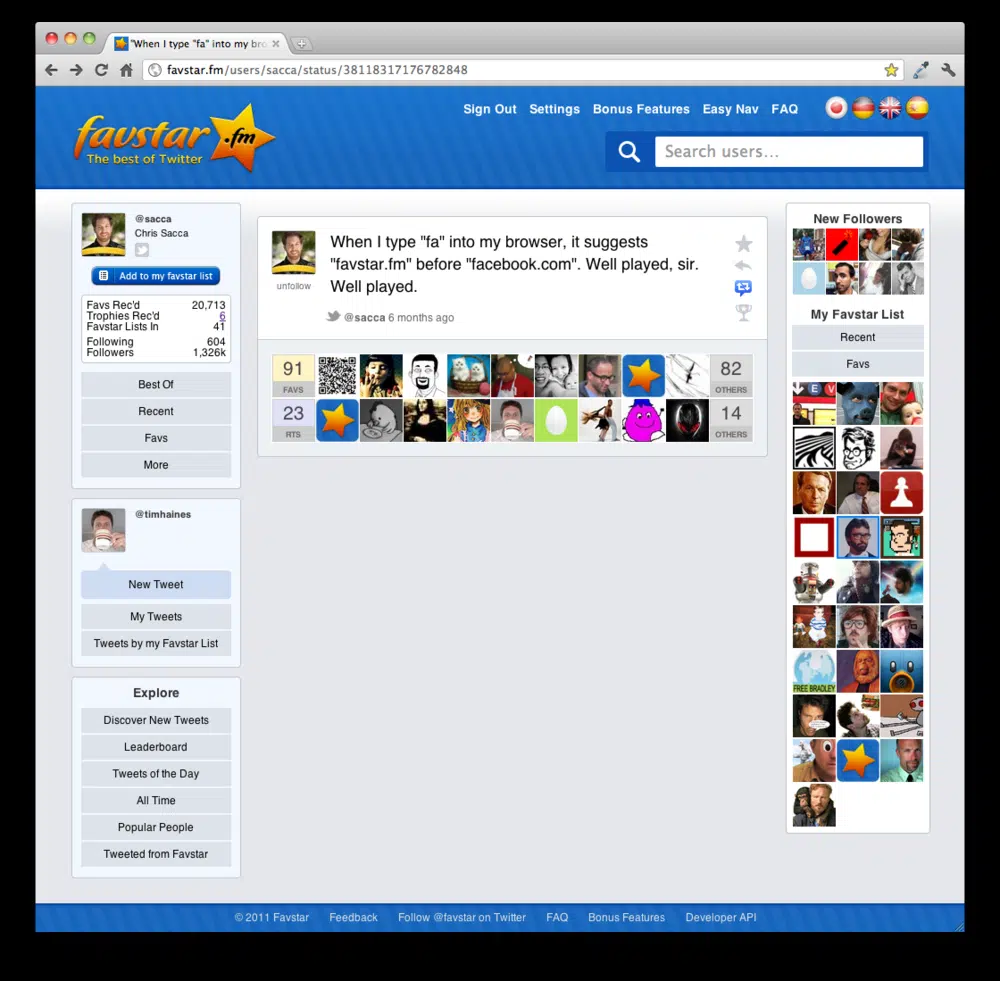 "When I type "fa" into my bro
favstar.fm/users/sacca/status/38118317176782848
Sign Out Settings Bonus Features Easy Nav FAQ
favstar .fm
The best of Twitter
Search users...
@sacca
Chris Sacca
Add to my favstar list
Favs Rec'd 20,713
Trophies Rec'd 6
Favstar Lists In 41
Following 604
Followers 1,326k
Best Of
Recent
Favs
More
@timhaines
New Tweet
My Tweets
Tweets by my Favstar List
Explore
Discover New Tweets
Leaderboard
Tweets of the Day
All Time
Popular People
Tweeted from Favstar
unfollow
When I type "fa" into my browser, it suggests
"favstar.fm" before "facebook.com". Well played, sir.
Well played.
@sacca 6 months ago
91
FAVS
82
OTHERS
23
RTS
14
OTHERS
New Followers
My Favstar List
Recent
Favs
E V
FREE BRADLEY
© 2011 Favstar Feedback Follow @favstar on Twitter FAQ Bonus Features Developer API